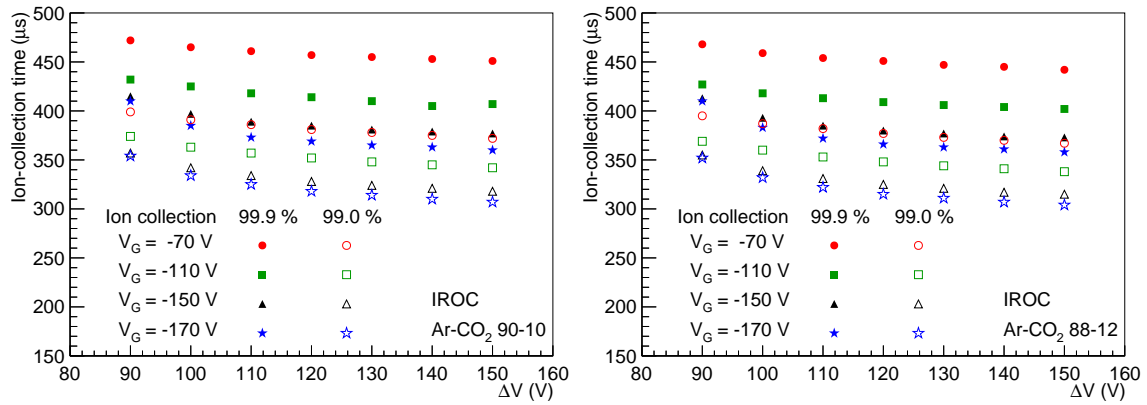 Ion-collection time (μs)
500
450
400
350
300
250
200
150
Ion collection 99.9 % 99.0 %
V_G = -70 V
V_G = -110 V
V_G = -150 V
V_G = -170 V
IROC
Ar-CO₂ 90-10
80 90 100 110 120 130 140 150 160
ΔV (V)
Ion-collection time (μs)
500
450
400
350
300
250
200
150
Ion collection 99.9 % 99.0 %
V_G = -70 V
V_G = -110 V
V_G = -150 V
V_G = -170 V
IROC
Ar-CO₂ 88-12
80 90 100 110 120 130 140 150 160
ΔV (V)